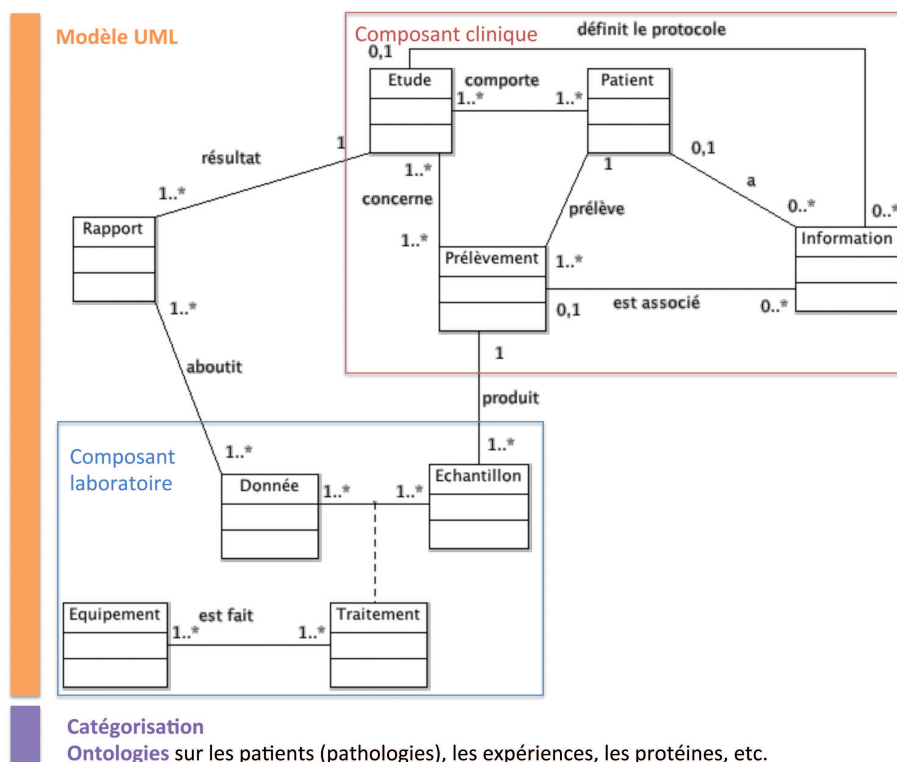 Modèle UML
Composant clinique
définit le protocole
0,1
Etude
comporte
Patient
1..*
1..*
résultat
1
1..*
1
0,1
1..*
concerne
prélève
a
1..*
0..*
0..*
Rapport
Prélèvement
1..*
Information
1..*
1..*
0,1
est associé
0..*
1
aboutit
produit
1..*
1..*
Composant
laboratoire
Donnée
1..*
1..*
Echantillon
Equipement
est fait
Traitement
1..*
1..*
Catégorisation
Ontologies sur les patients (pathologies), les expériences, les protéines, etc.